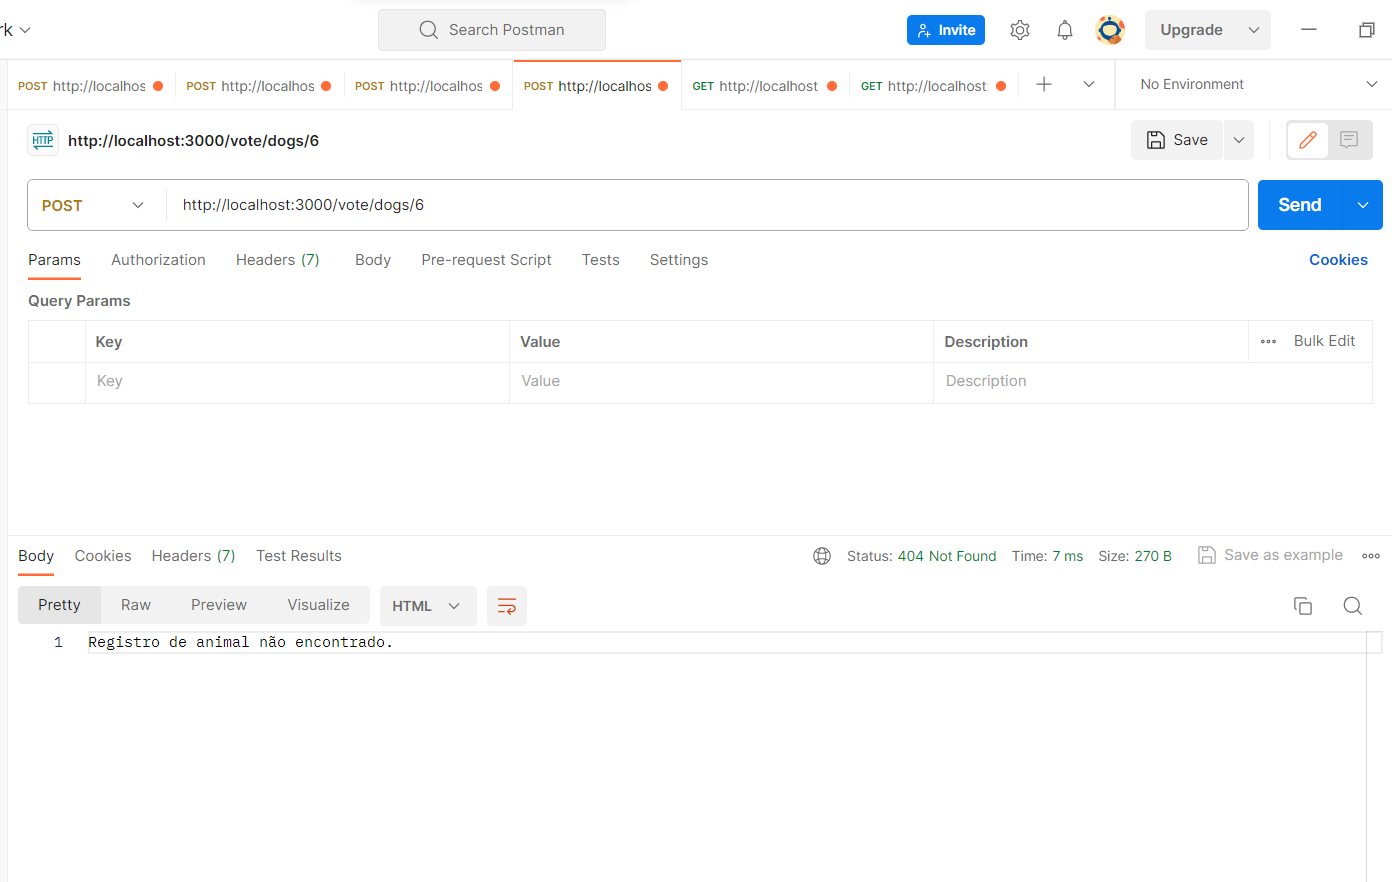 rk
Search Postman
Invite
Upgrade
POST http://localhos
POST http://localhos
POST http://localhos
POST http://localhos
GET http://localhost
GET http://localhost:
No Environment
HTTP
http://localhost:3000/vote/dogs/6
Save
POST
http://localhost:3000/vote/dogs/6
Send
Params Authorization Headers (7) Body Pre-request Script Tests Settings Cookies
Query Params
Key Value Description Bulk Edit
Key Value Description
Body Cookies Headers (7) Test Results Status: 404 Not Found Time: 7 ms Size: 270 B Save as example
Pretty Raw Preview Visualize HTML
1 Registro de animal não encontrado.